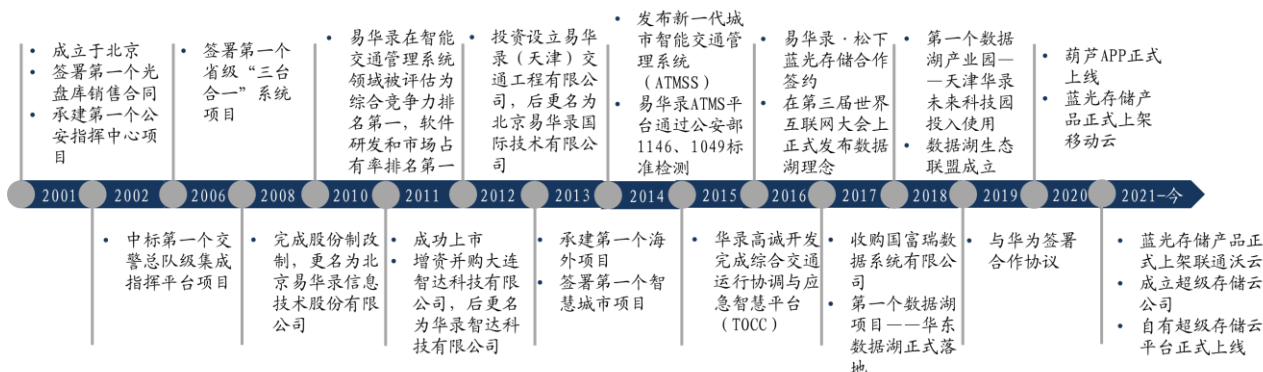 成立于北京
签署第一个光
盘库销售合同
承建第一个公
安指挥中心项
目
签署第一个
省级“三台
合一”系统
项目
易华录在智能
交通管理系统
领域被评估为
综合竞争力排
名第一，软件
研发和市场占
有率排名第一
投资设立易华
录（天津）交
通工程有限公
司，后更名为
北京易华录国
际技术有限公
司
发布新一代城
市智能交通管
理系统
（ATMSS）
易华录ATMS平
台通过公安部
1146、1049标
准检测
易华录·松下
蓝光存储合作
签约
在第三届世界
互联网大会上
正式发布数据
湖理念
第一个数据
湖产业园—
—天津华录
未来科技园
投入使用
数据湖生态
联盟成立
葫芦APP正式
上线
蓝光存储产
品正式上架
移动云
2001
2002
2006
2008
2010
2011
2012
2013
2014
2015
2016
2017
2018
2019
2020
2021-今
中标第一个交
警总队级集成
指挥平台项目
完成股份制改
制，更名为北
京易华录信息
技术股份有限
公司
成功上市
增资并购大连
智达科技有限
公司，后更名
为华录智达科
技有限公司
承建第一个海
外项目
签署第一个智
慧城市项目
华录高诚开发
完成综合交通
运行协调与应
急智慧平台
（TOCC）
收购国富瑞数
据系统有限公
司
第一个数据湖
项目——华东
数据湖正式落
地
与华为签署
合作协议
蓝光存储产品正
式上架联通沃云
成立超级存储云
公司
自有超级存储云
平台正式上线